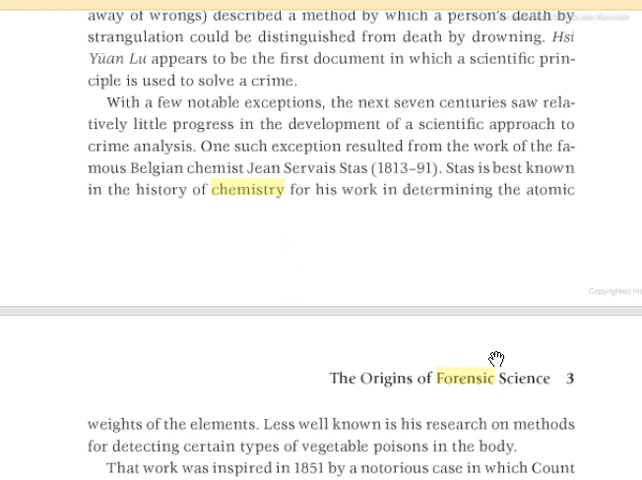 away of wrongs) described a method by which a person's death by
strangulation could be distinguished from death by drowning. Hsi
Yüan Lu appears to be the first document in which a scientific prin-
ciple is used to solve a crime.
With a few notable exceptions, the next seven centuries saw rela-
tively little progress in the development of a scientific approach to
crime analysis. One such exception resulted from the work of the fa-
mous Belgian chemist Jean Servais Stas (1813–91). Stas is best known
in the history of chemistry for his work in determining the atomic
Copyrighted
The Origins of Forensic Science 3
weights of the elements. Less well known is his research on methods
for detecting certain types of vegetable poisons in the body.
That work was inspired in 1851 by a notorious case in which Count